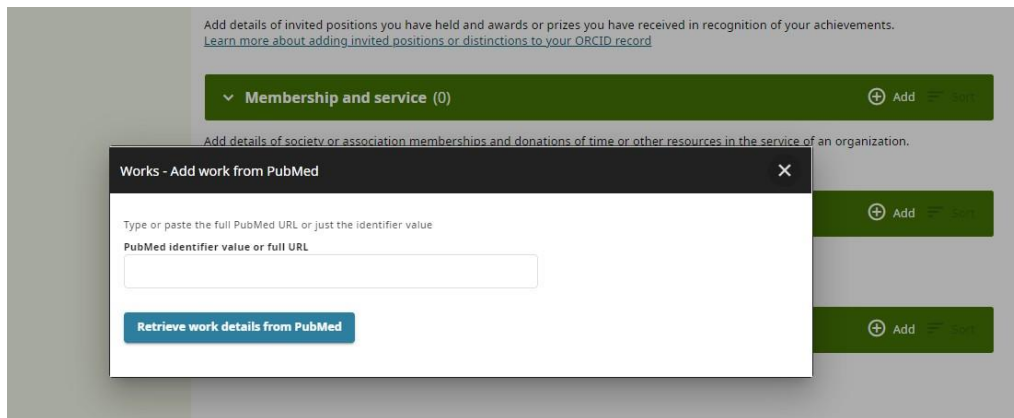 Add details of invited positions you have held and awards or prizes you have received in recognition of your achievements.
Learn more about adding invited positions or distinctions to your ORCID record
Membership and service (0)
Add Sort
Add details of society or association memberships and donations of time or other resources in the service of an organization.
Works - Add work from PubMed
Add Sort
Type or paste the full PubMed URL or just the identifier value
PubMed identifier value or full URL
Retrieve work details from PubMed
Add Sort